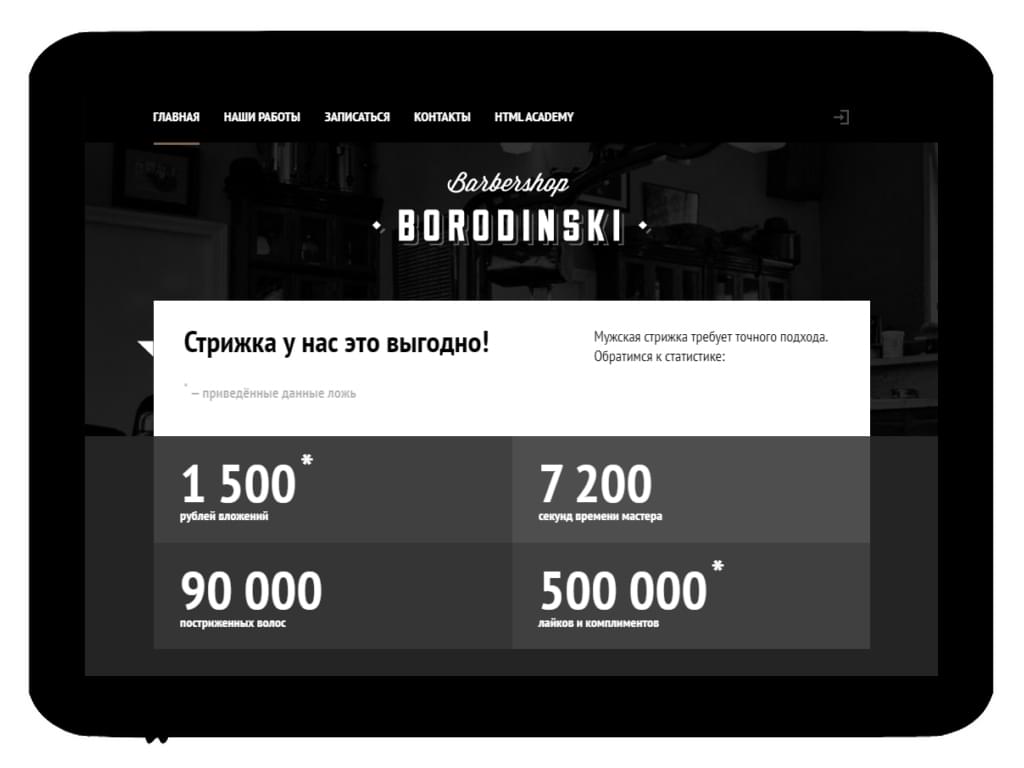 ГЛАВНАЯ НАШИ РАБОТЫ ЗАПИСАТЬСЯ КОНТАКТЫ HTML ACADEMY
Barbershop
BORODINSKI
Стрижка у нас это выгодно!
Мужская стрижка требует точного подхода.
Обратимся к статистике:
* — приведённые данные ложь
1 500*
рублей вложений
7 200
секунд времени мастера
90 000
постриженных волос
500 000*
лайков и комплиментов